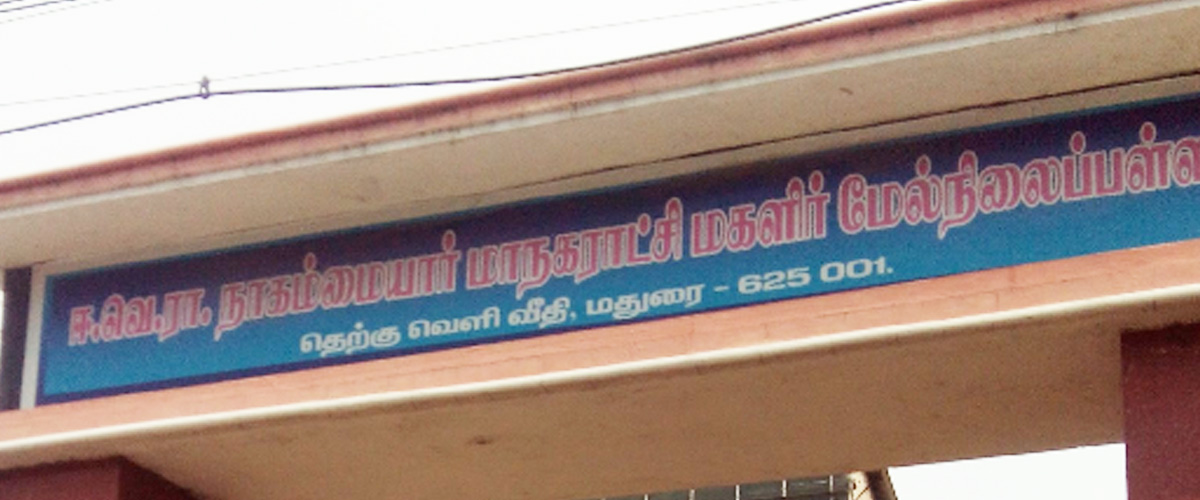 ஈ.வெ.ரா. நாகம்மையார் மாநகராட்சி மகளிர் மேல்நிலைப்பள்
தெற்கு வெளி வீதி, மதுரை - 625 001.